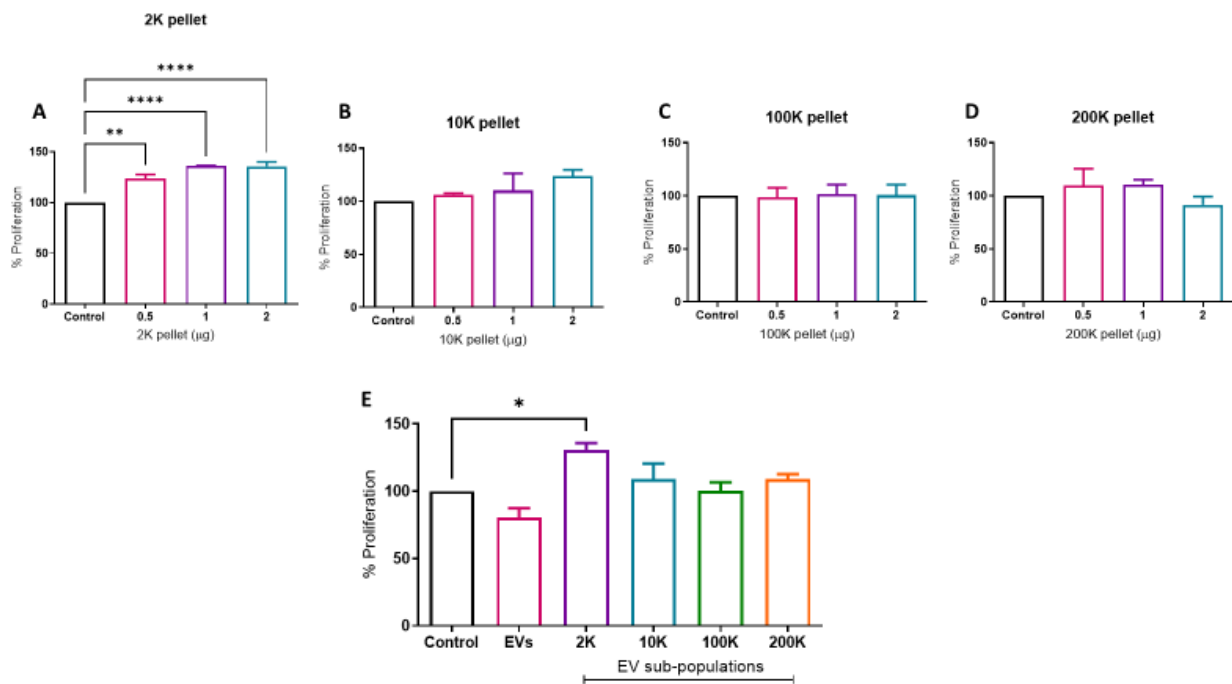 2K pellet
A
****
****
**
% Proliferation
150
100
50
0
Control 0.5 1 2
2K pellet (μg)
B
10K pellet
% Proliferation
150
100
50
0
Control 0.5 1 2
10K pellet (μg)
C
100K pellet
% Proliferation
150
100
50
0
Control 0.5 1 2
100K pellet (μg)
D
200K pellet
% Proliferation
150
100
50
0
Control 0.5 1 2
200K pellet (μg)
E
*
% Proliferation
150
100
50
0
Control EVs 2K 10K 100K 200K
EV sub-populations